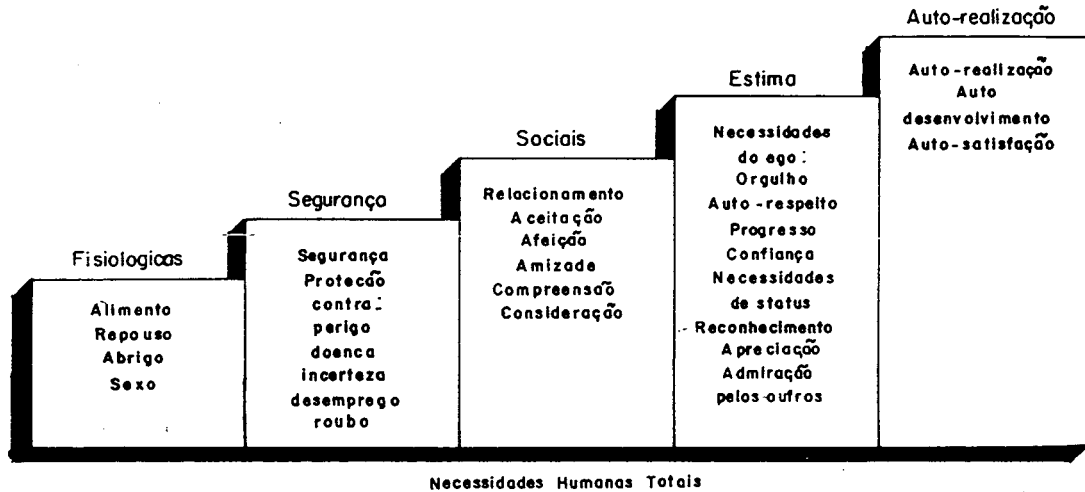 Fisiologicas
Alimento
Repouso
Abrigo
Sexo
Segurança
Segurança
Protecão
contra:
perigo
doenca
incerteza
desemprego
roubo
Sociais
Relacionamento
Aceitação
Afeição
Amizade
Compreensão
Consideração
Estima
Necessidades
do ego:
Orgulho
Auto-respeito
Progresso
Confiança
Necessidades
de status
Reconhecimento
Apreciação
Admiração
pelos outros
Auto-realização
Auto-realização
Auto
desenvolvimento
Auto-satisfação
Necessidades Humanas Totais